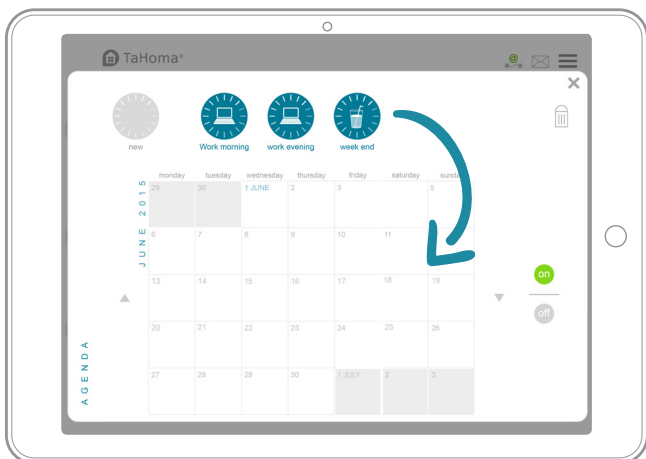 TaHoma®
@
new
Work morning
work evening
week end
monday tuesday wednesday thursday friday saturday sunday
JUNE 2015
29 30 1 JUNE 2 3 5
6 7 8 9 10 11
13 14 15 16 17 18 19
20 21 22 23 24 25 26
27 28 29 30 1 JULY 2 3
on
off
AGENDA